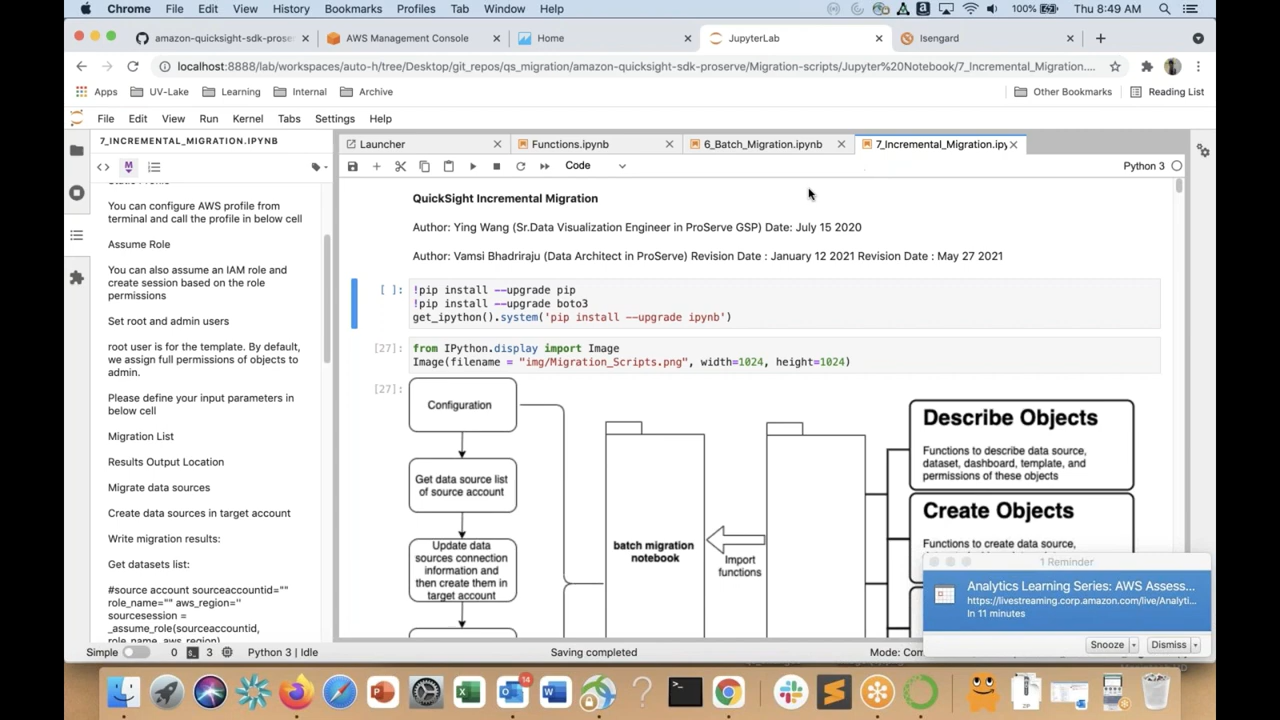 Chrome File Edit View History Bookmarks Profiles Tab Window Help 100% Thu 8:49 AM
amazon-quicksight-sdk-prose AWS Management Console Home JupyterLab Isengard
localhost:8888/lab/workspaces/auto-h/tree/Desktop/git_repos/qs_migration/amazon-quicksight-sdk-proserve/Migration-scripts/Jupyter%20Notebook/7_Incremental_Migration....
Apps UV-Lake Learning Internal Archive Other Bookmarks Reading List
File Edit View Run Kernel Tabs Settings Help
7_INCREMENTAL_MIGRATION.IPYNB
Static Profile
You can configure AWS profile from
terminal and call the profile in below cell
Assume Role
You can also assume an IAM role and
create session based on the role
permissions
Set root and admin users
root user is for the template. By default,
we assign full permissions of objects to
admin.
Please define your input parameters in
below cell
Migration List
Results Output Location
Migrate data sources
Create data sources in target account
Write migration results:
Get datasets list:
#source account sourceaccountid=""
role_name="" aws_region=''
sourcesession =
_assume_role(sourceaccountid,
role_name, aws_region)
Launcher Functions.ipynb 6_Batch_Migration.ipynb 7_Incremental_Migration.ipy
Code Python 3
QuickSight Incremental Migration
Author: Ying Wang (Sr.Data Visualization Engineer in ProServe GSP) Date: July 15 2020
Author: Vamsi Bhadriraju (Data Architect in ProServe) Revision Date : January 12 2021 Revision Date : May 27 2021
[ ]: !pip install --upgrade pip
!pip install --upgrade boto3
get_ipython().system('pip install --upgrade ipynb')
[27]: from IPython.display import Image
Image(filename = "img/Migration_Scripts.png", width=1024, height=1024)
[27]:
Configuration
Get data source list
of source account
Update data
sources connection
information and
then create them in
target account
batch migration
notebook
Import
functions
Describe Objects
Functions to describe data source,
dataset, dashboard, template, and
permissions of these objects
Create Objects
Functions to create data source,
1 Reminder
Analytics Learning Series: AWS Assess...
https://livestreaming.corp.amazon.com/live/Analyti...
In 11 minutes
Snooze Dismiss
Simple 0 3 Python 3 | Idle Saving completed Mode: Com
14
ZIP